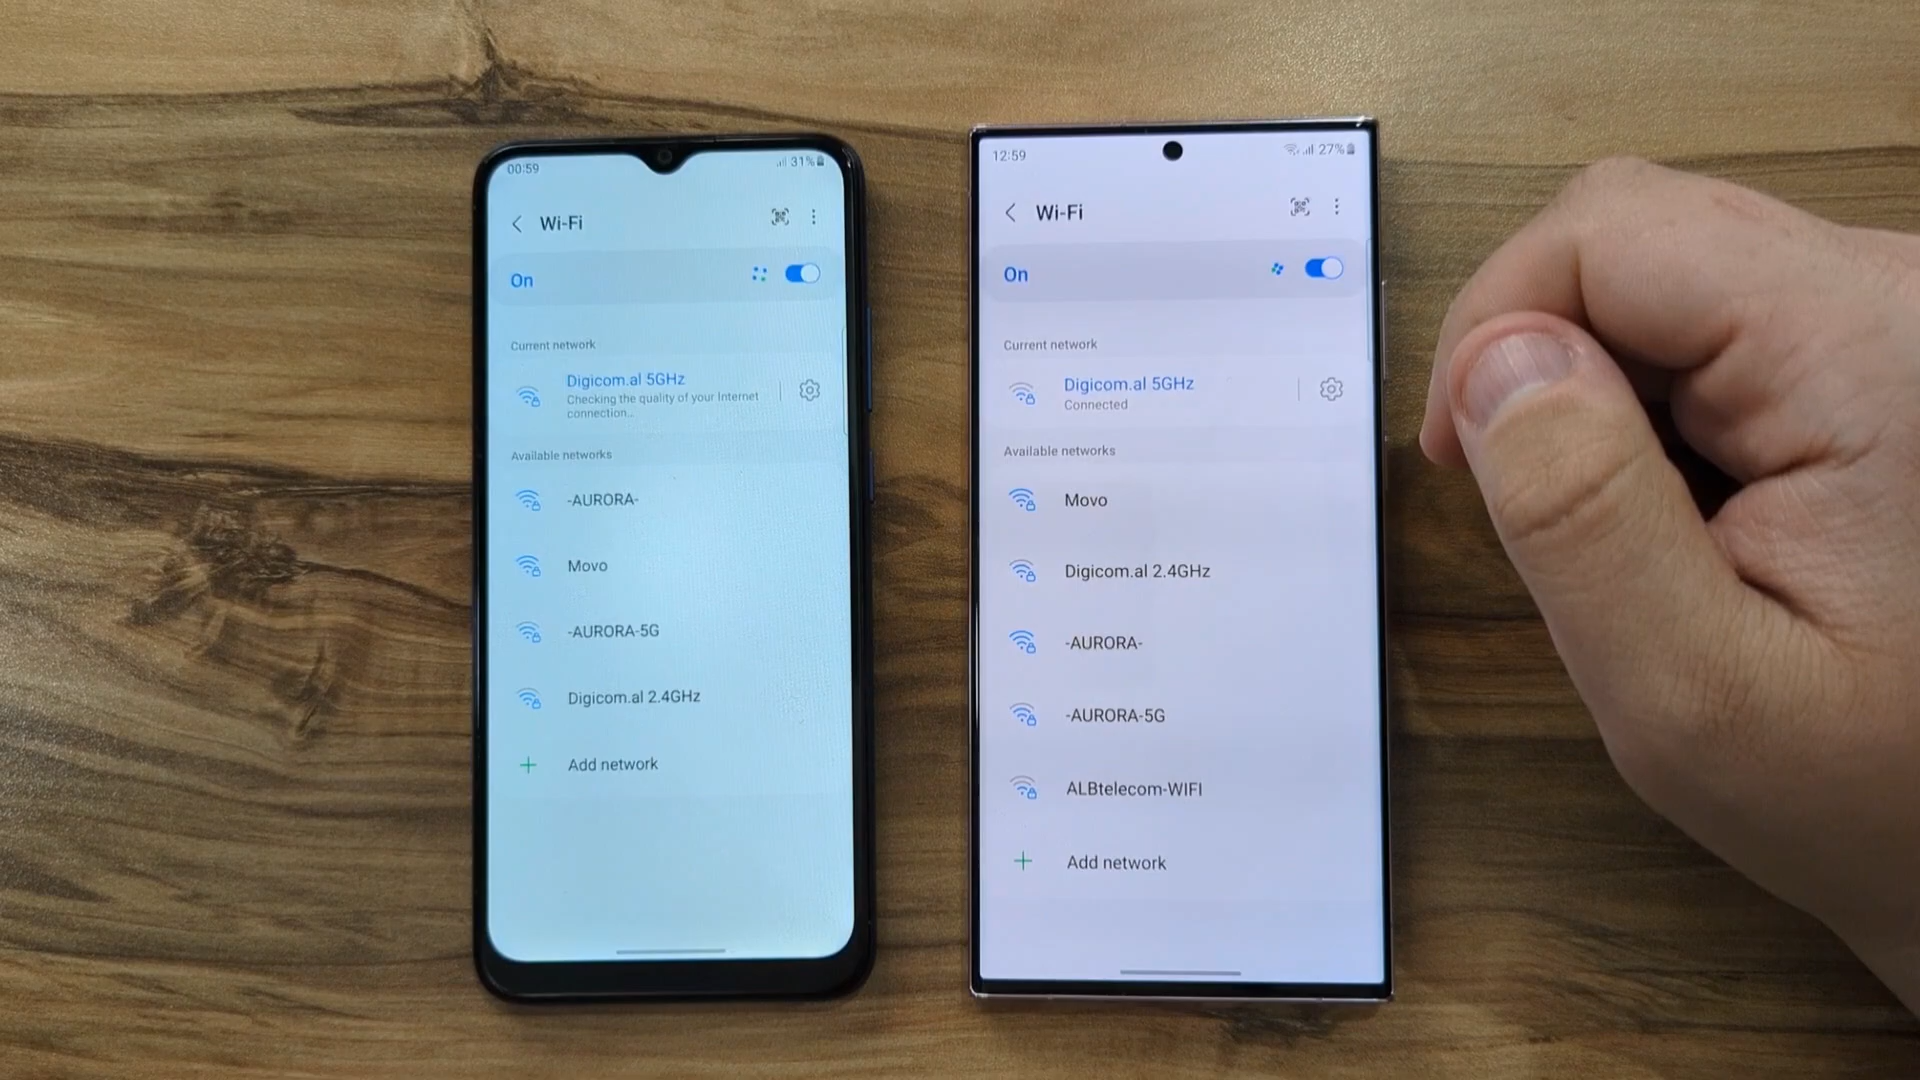 00:59
31%
Wi-Fi
On
Current network
Digicom.al 5GHz
Checking the quality of your Internet
connection...
Available networks
-AURORA-
Movo
-AURORA-5G
Digicom.al 2.4GHz
Add network
12:59
27%
Wi-Fi
On
Current network
Digicom.al 5GHz
Connected
Available networks
Movo
Digicom.al 2.4GHz
-AURORA-
-AURORA-5G
ALBtelecom-WIFI
Add network